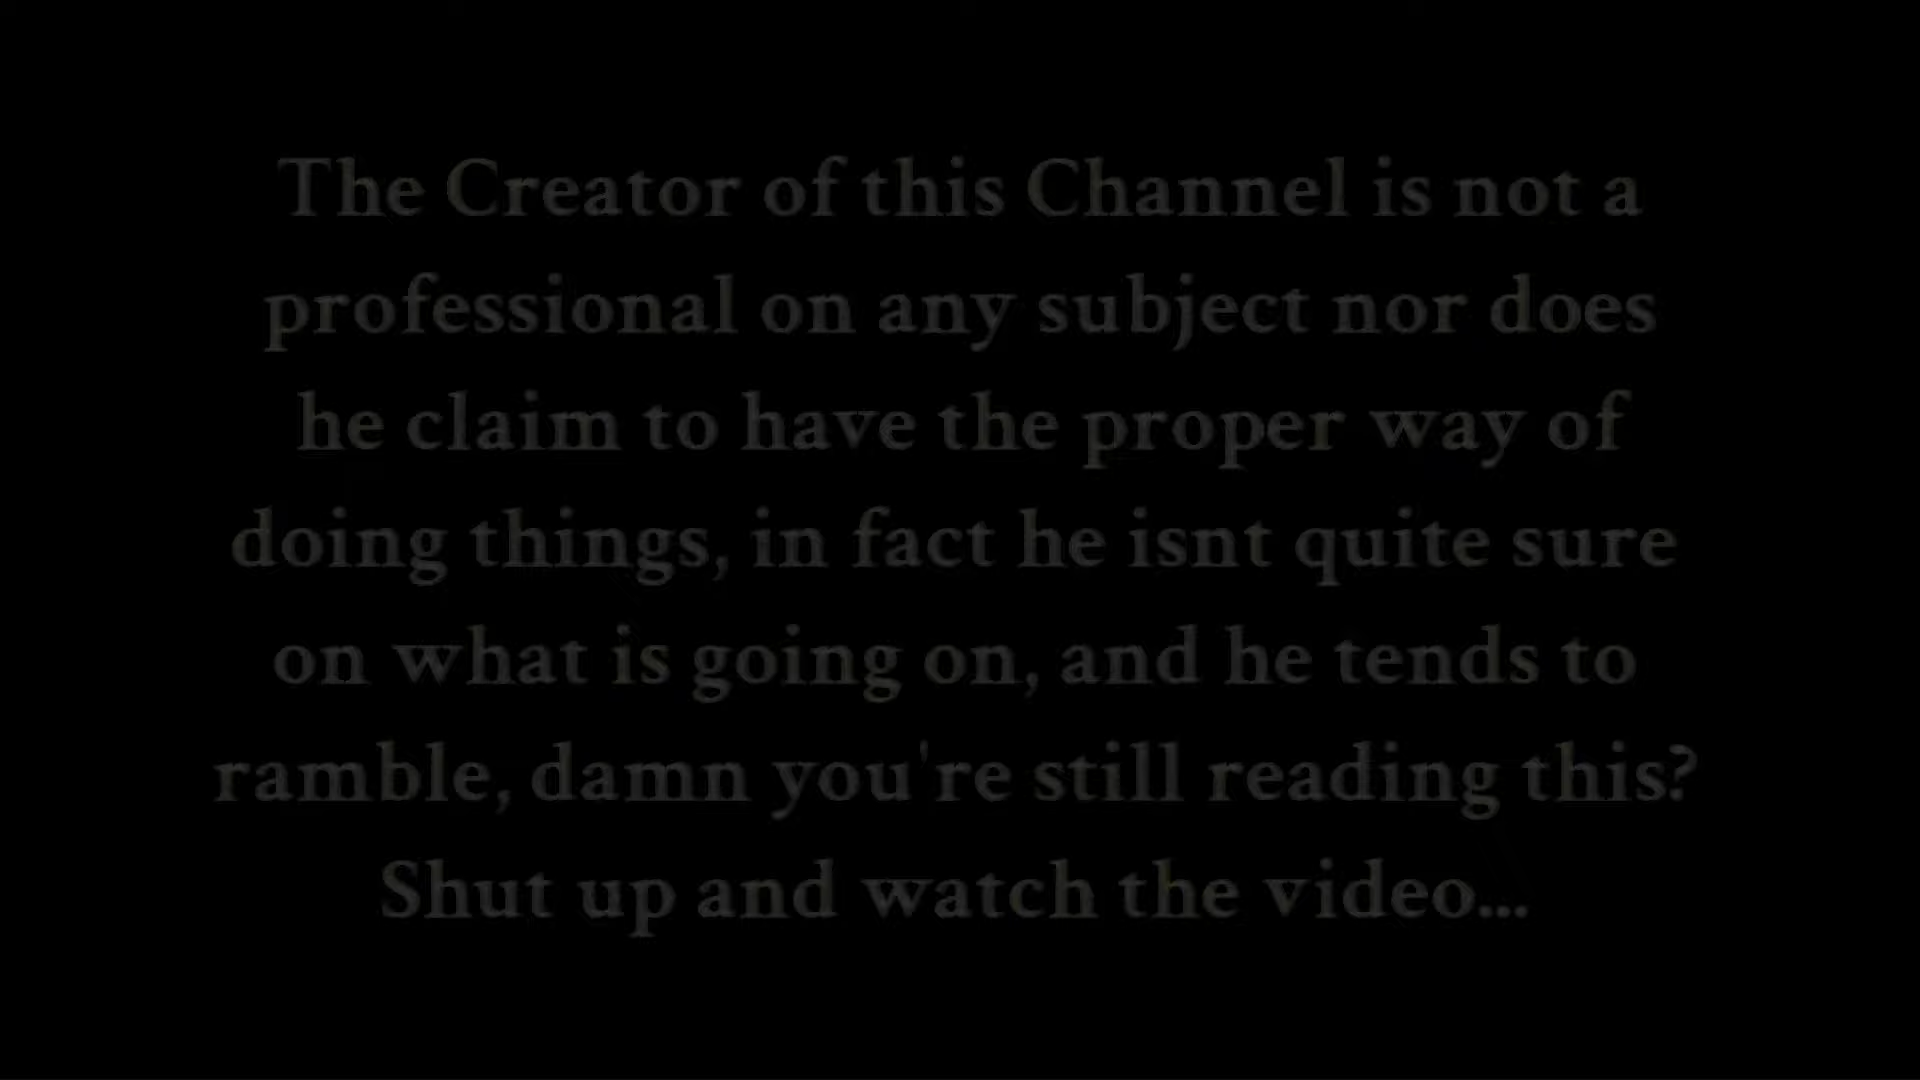 The Creator of this Channel is not a
professional on any subject nor does
he claim to have the proper way of
doing things, in fact he isnt quite sure
on what is going on, and he tends to
ramble, damn you're still reading this?
Shut up and watch the video...